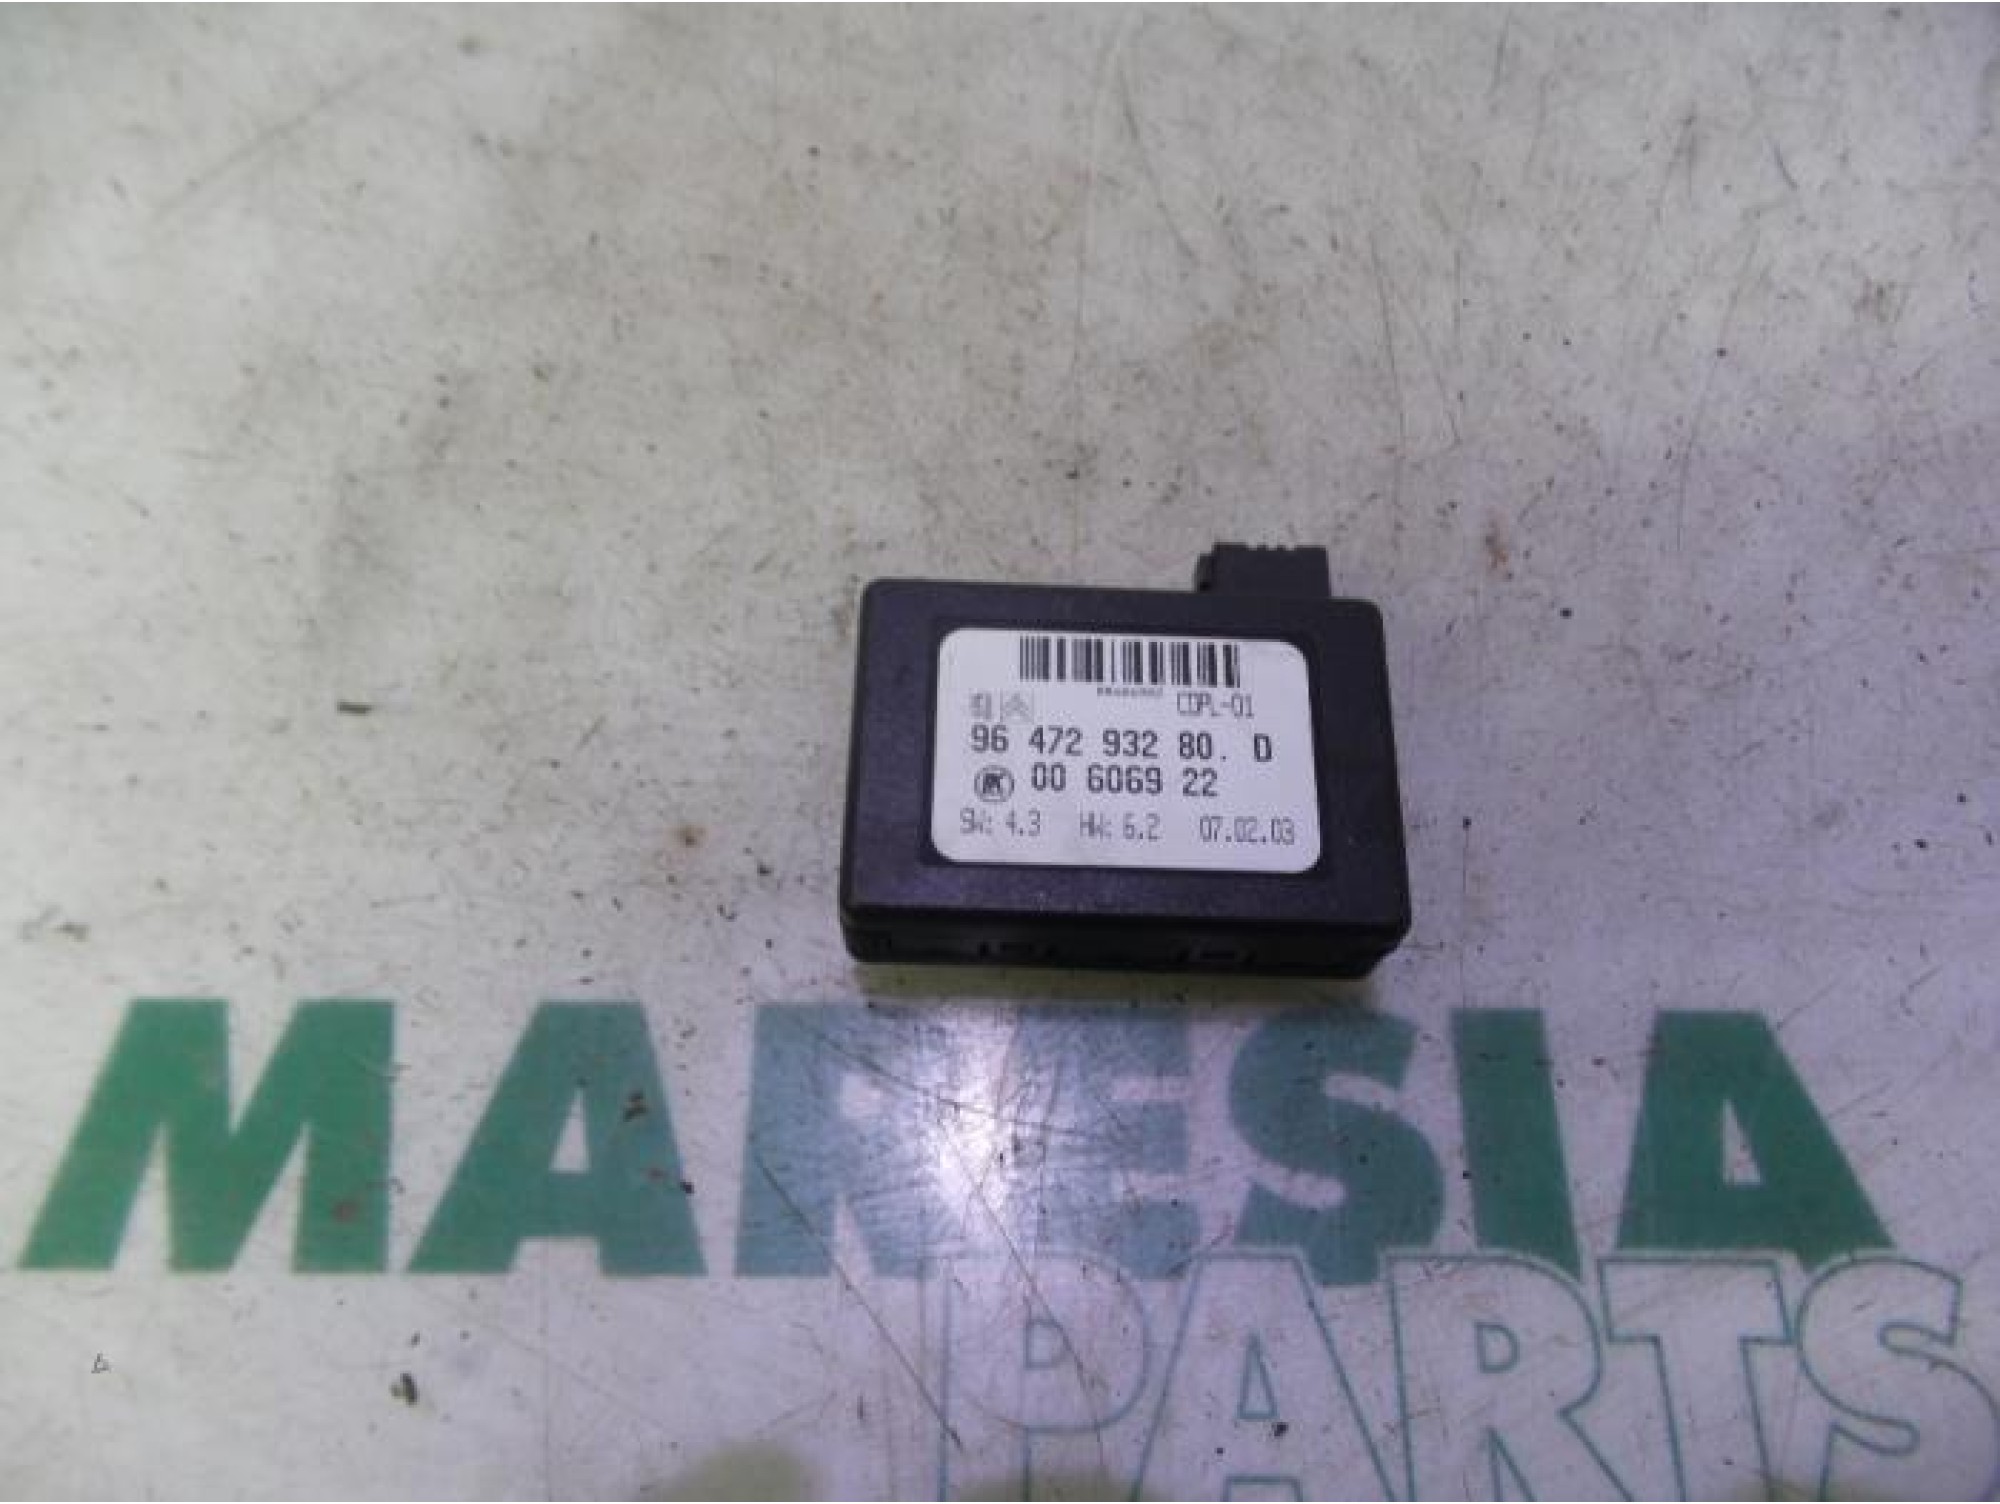 CDPL-01
96 472 932 80. D
00 6069 22
SW: 4.3 HW: 6.2 07.02.03
MARESIA
PARTS